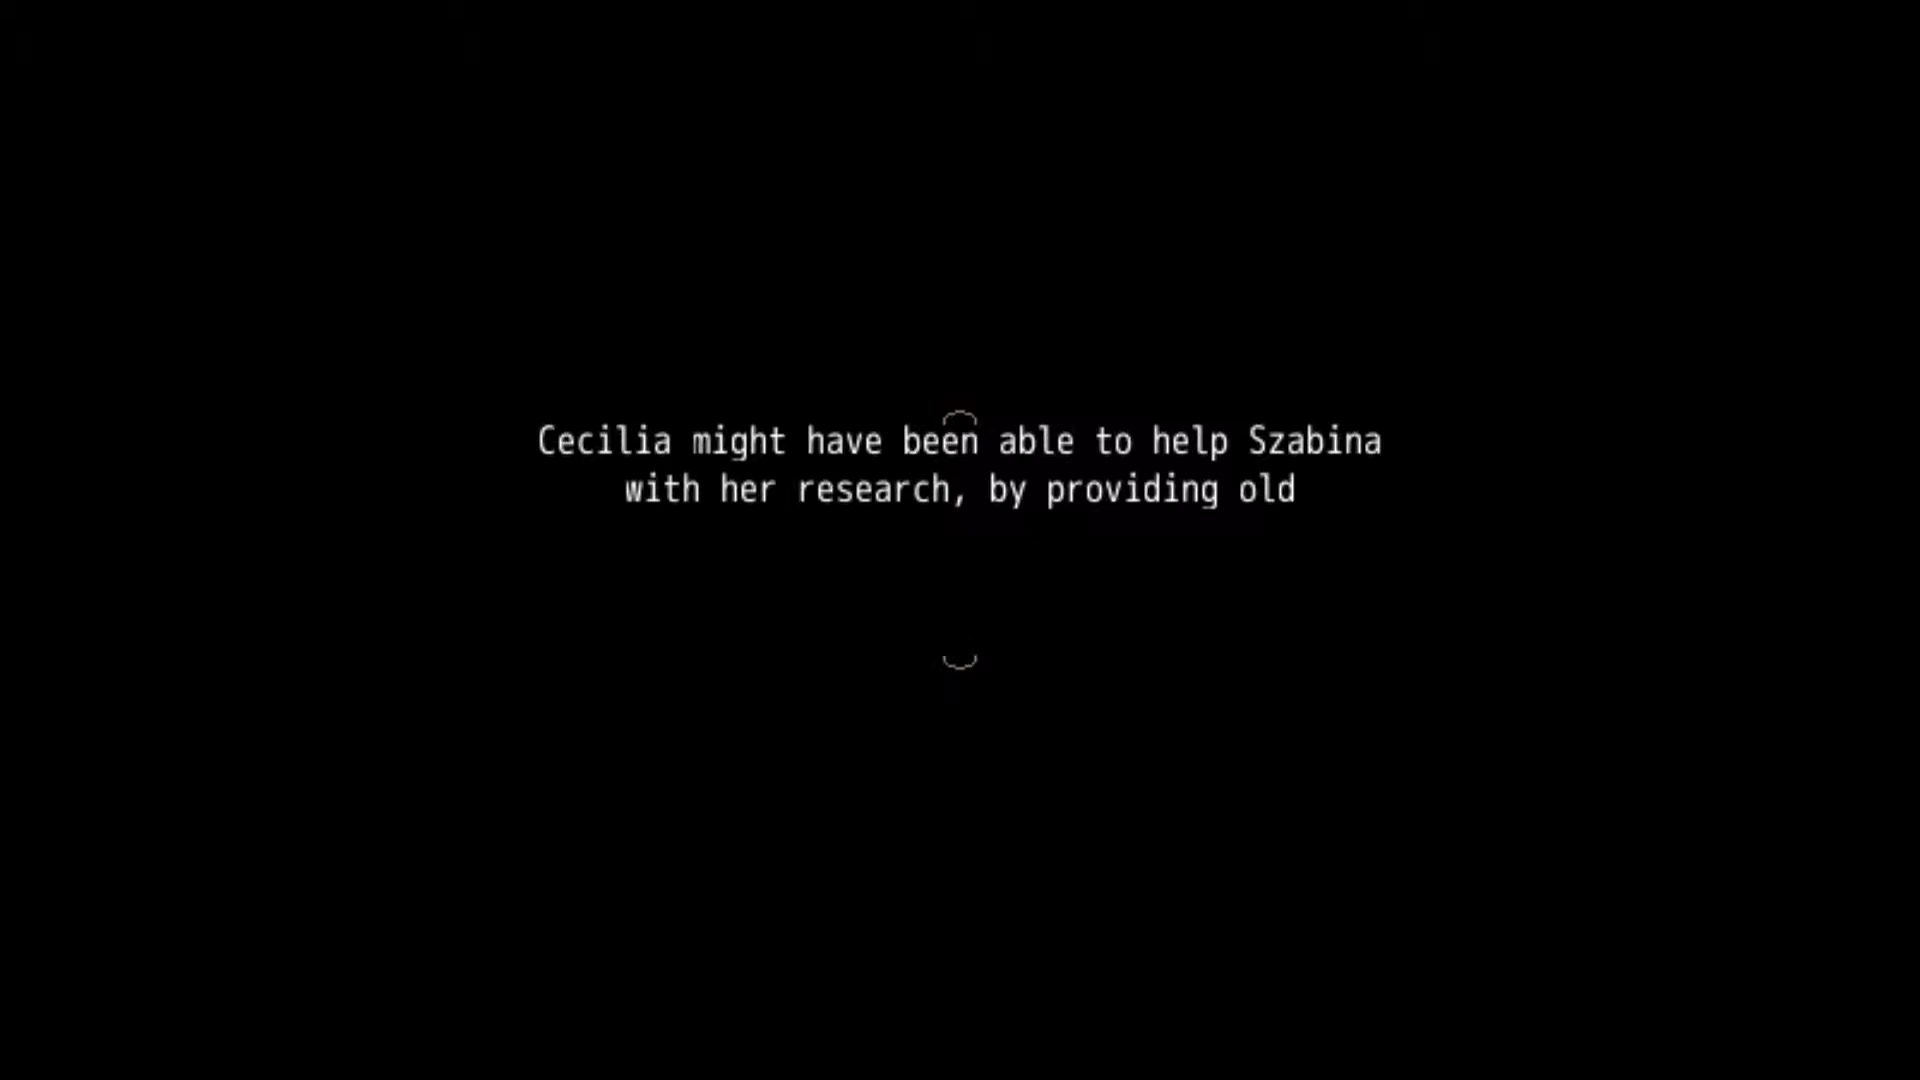 Cecilia might have been able to help Szabina
with her research, by providing old